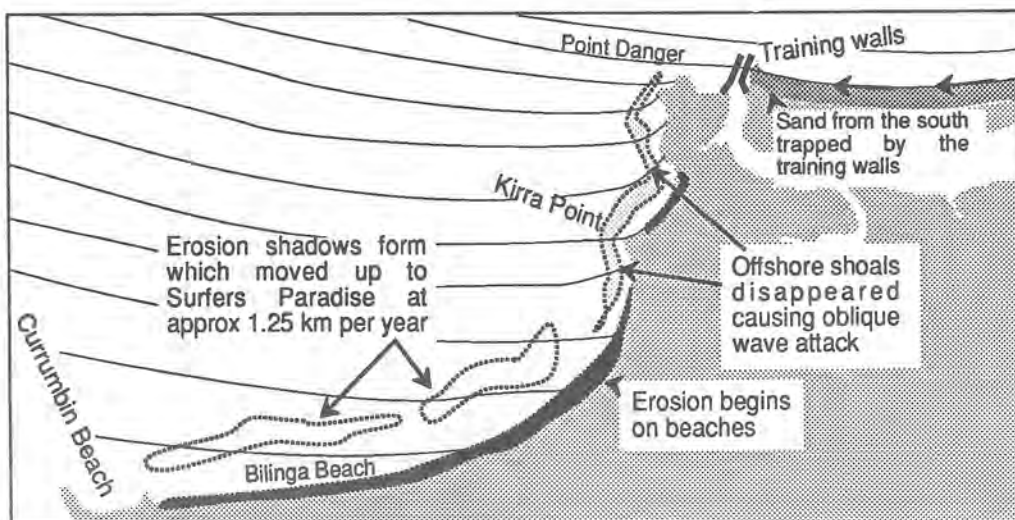 Point Danger
Training walls
Sand from the south
trapped by the
training walls
Kirra Point
Erosion shadows form
which moved up to
Surfers Paradise at
approx 1.25 km per year
Offshore shoals
disappeared
causing oblique
wave attack
Currumbin Beach
Erosion begins
on beaches
Bilinga Beach